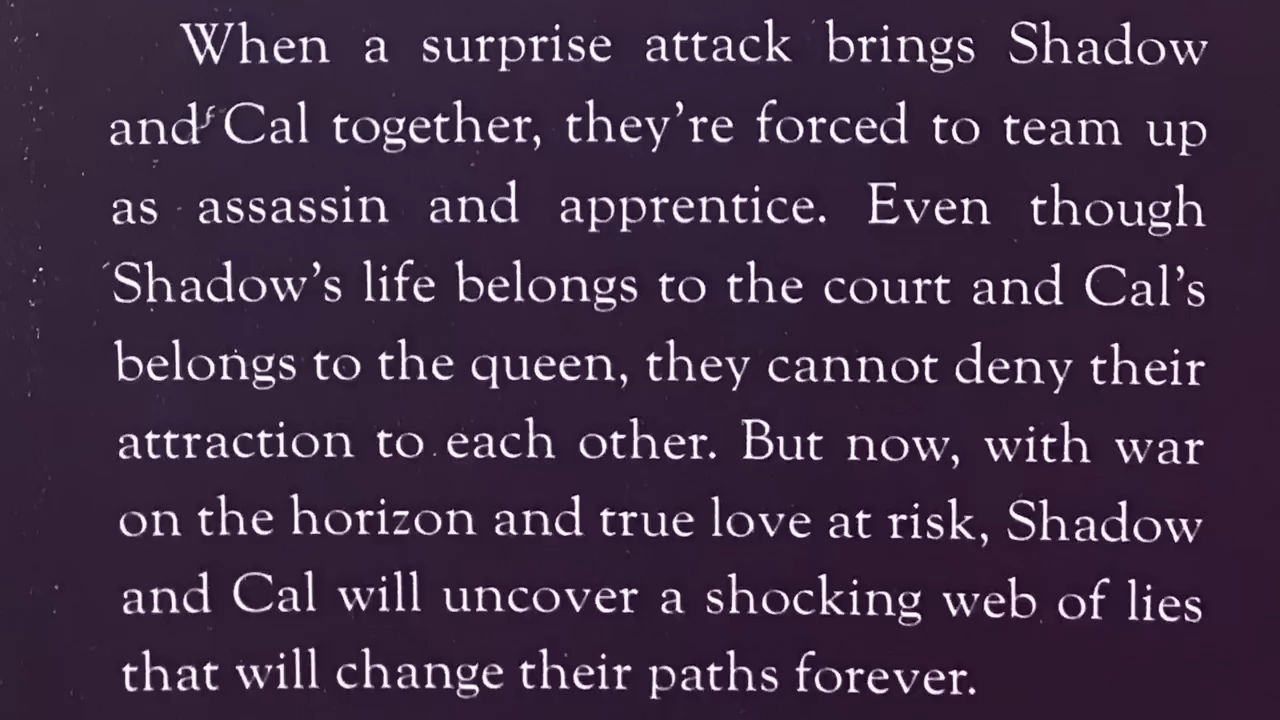 When a surprise attack brings Shadow
and Cal together, they're forced to team up
as assassin and apprentice. Even though
Shadow's life belongs to the court and Cal's
belongs to the queen, they cannot deny their
attraction to each other. But now, with war
on the horizon and true love at risk, Shadow
and Cal will uncover a shocking web of lies
that will change their paths forever.